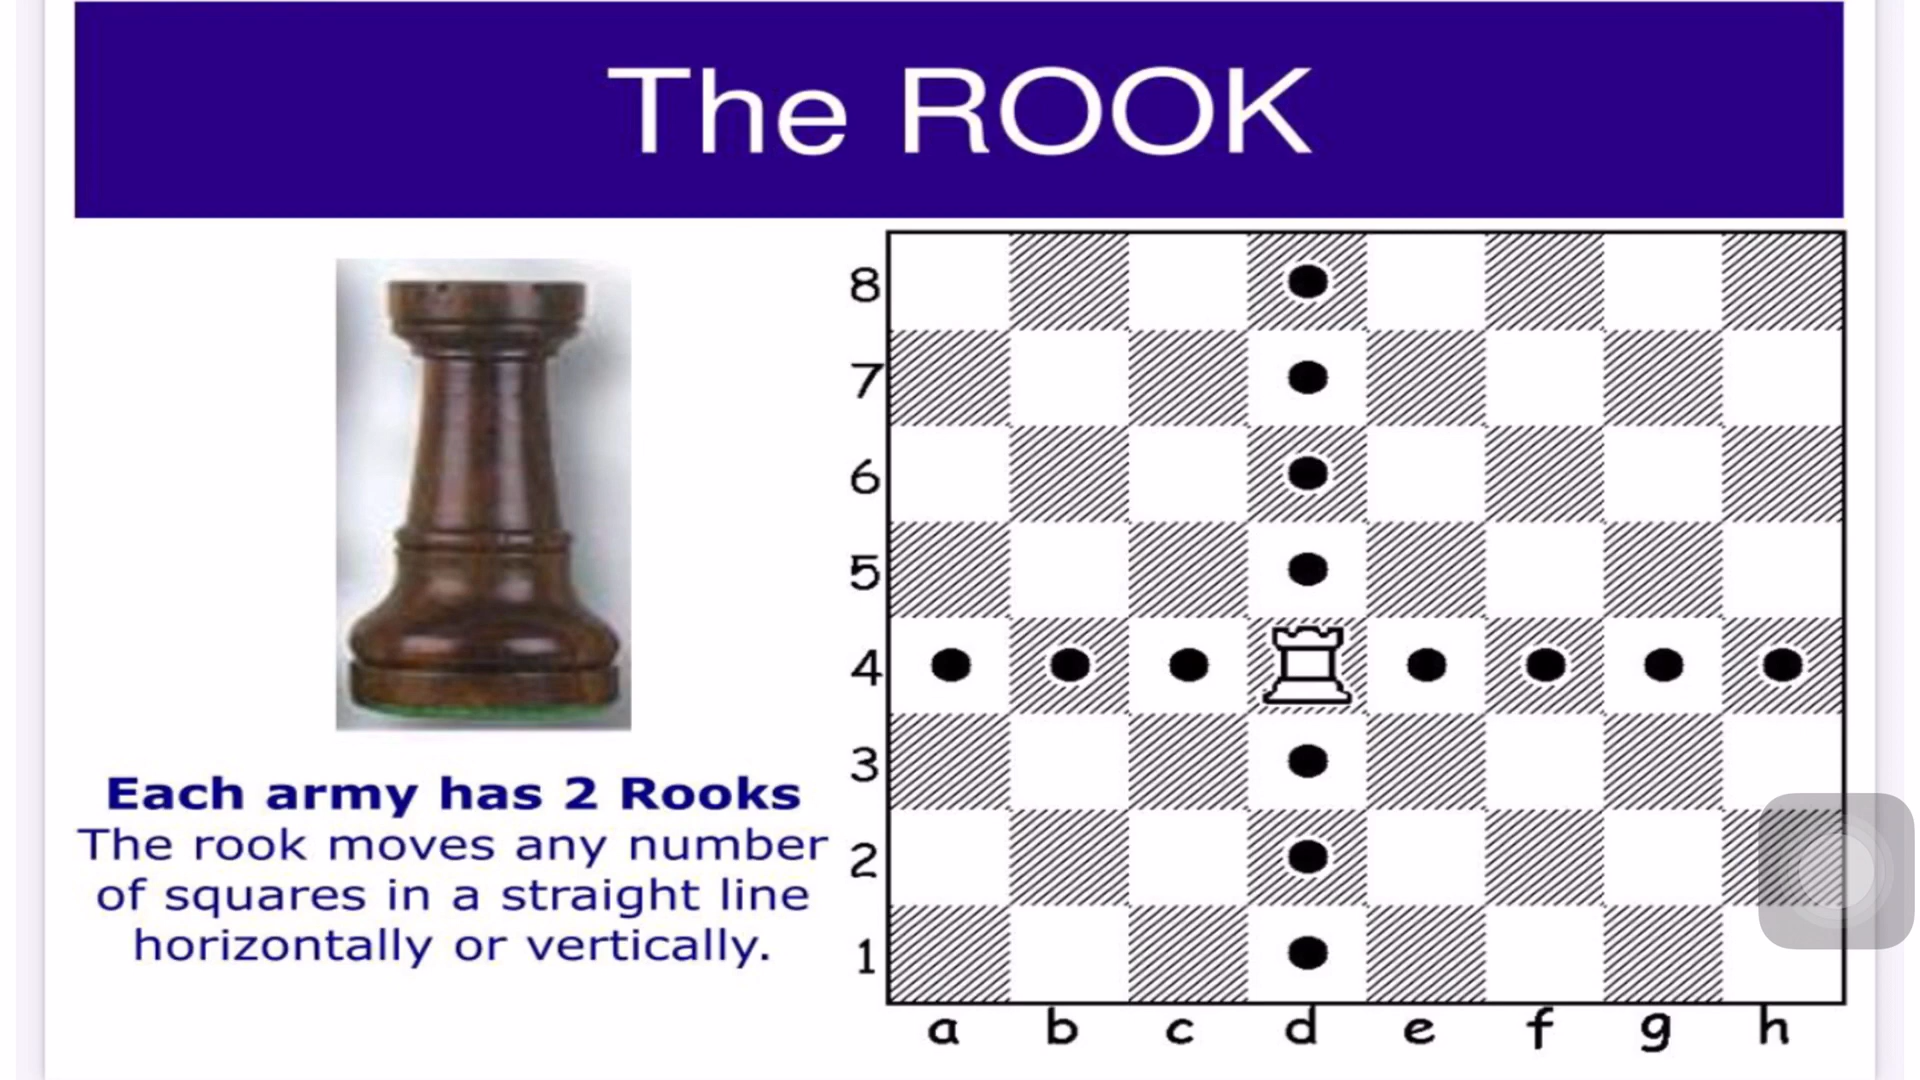 The ROOK
Each army has 2 Rooks
The rook moves any number
of squares in a straight line
horizontally or vertically.
8
7
6
5
4
3
2
1
a b c d e f g h